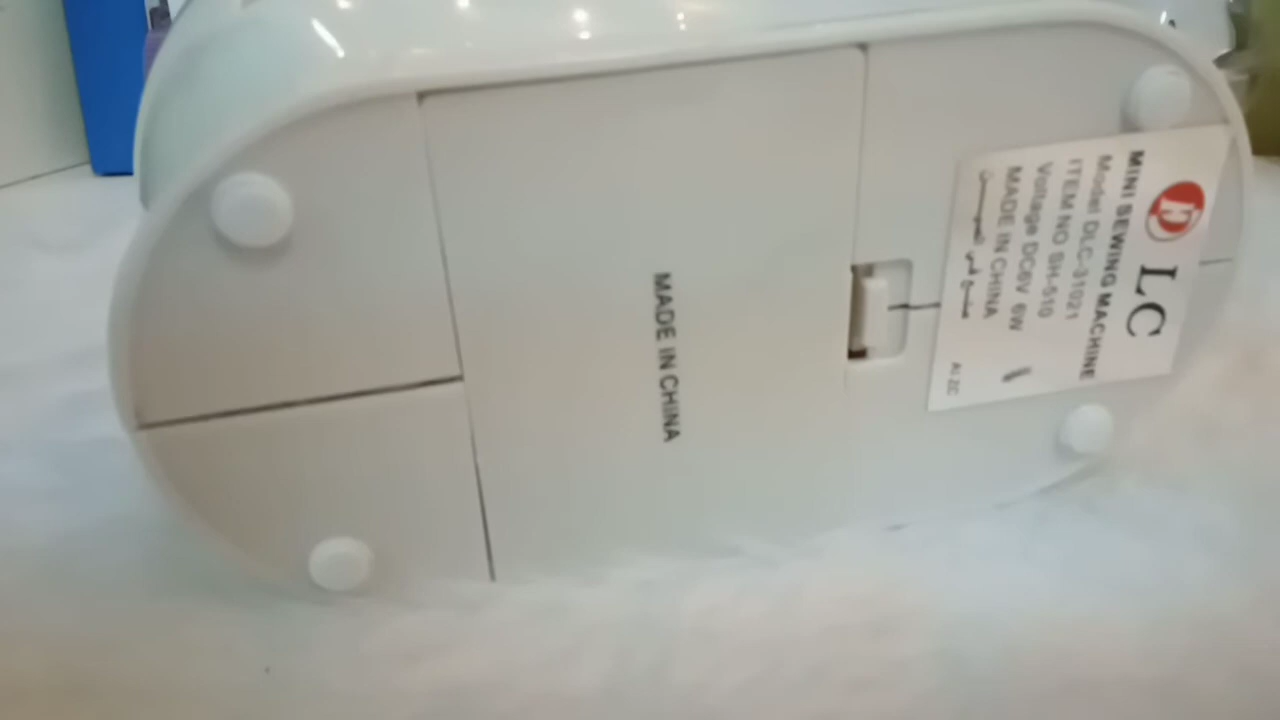 MADE IN CHINA
D LC
MINI SEWING MACHINE
Model DLC-31021
ITEM NO SH-510
Voltage DC6V 6W
MADE IN CHINA
صنع في الصين